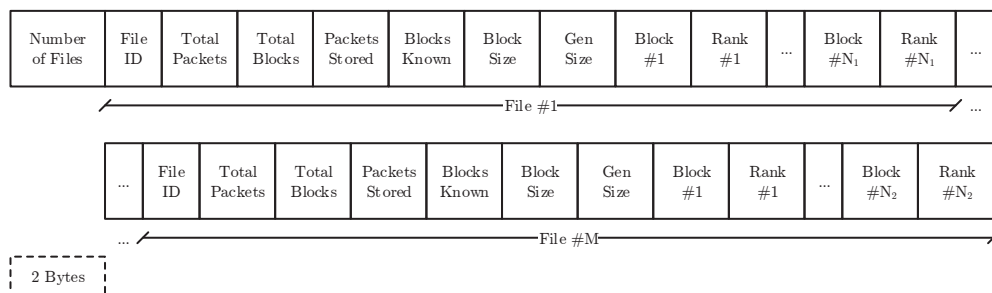 Number of Files File ID Total Packets Total Blocks Packets Stored Blocks Known Block Size Gen Size Block #1 Rank #1 ... Block #N₁ Rank #N₁ ...
File #1 ...
... File ID Total Packets Total Blocks Packets Stored Blocks Known Block Size Gen Size Block #1 Rank #1 ... Block #N₂ Rank #N₂
... File #M
2 Bytes